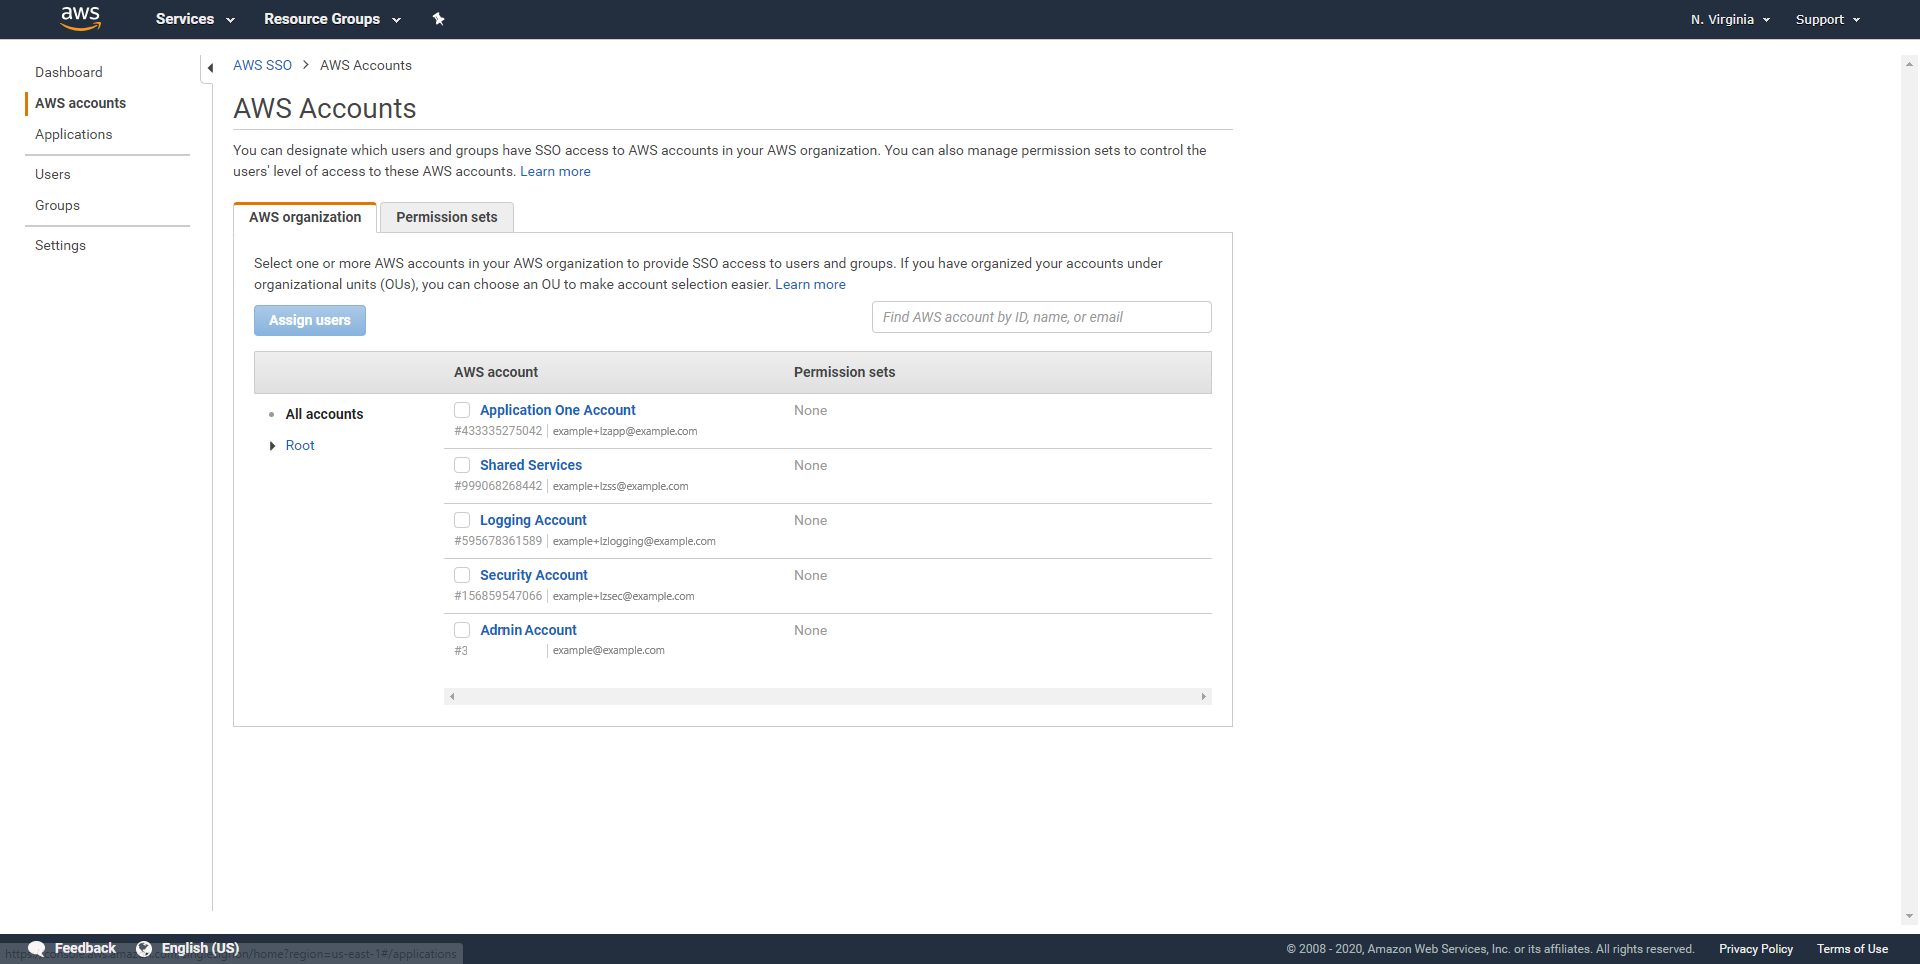 aws
Services
Resource Groups
N. Virginia
Support
Dashboard
AWS accounts
Applications
Users
Groups
Settings
AWS SSO > AWS Accounts
AWS Accounts
You can designate which users and groups have SSO access to AWS accounts in your AWS organization. You can also manage permission sets to control the
users' level of access to these AWS accounts. Learn more
AWS organization
Permission sets
Select one or more AWS accounts in your AWS organization to provide SSO access to users and groups. If you have organized your accounts under
organizational units (OUs), you can choose an OU to make account selection easier. Learn more
Assign users
Find AWS account by ID, name, or email
AWS account
Permission sets
All accounts
Root
Application One Account
None
#433335275042 | example+lzapp@example.com
Shared Services
None
#999068268442 | example+lzss@example.com
Logging Account
None
#595678361589 | example+lzlogging@example.com
Security Account
None
#156859547066 | example+lzsec@example.com
Admin Account
None
#3 | example@example.com
Feedback
English (US)
/home?region=us-east-1#/applications
© 2008 - 2020, Amazon Web Services, Inc. or its affiliates. All rights reserved.
Privacy Policy
Terms of Use